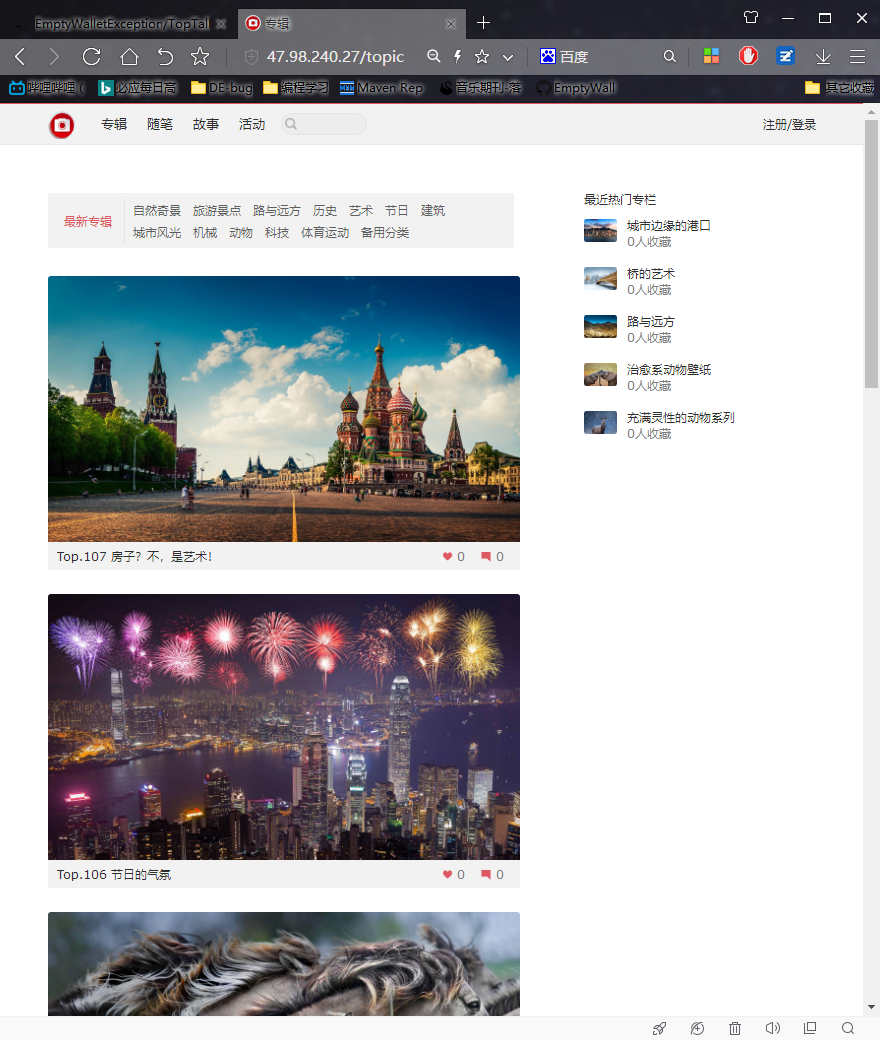 EmptyWalletException/TopTal
专辑
47.98.240.27/topic
百度
哔哩哔哩 (
必应每日高
DE-bug
编程学习
Maven Rep
音乐期刊-落
EmptyWall
其它收藏
专辑 随笔 故事 活动
注册/登录
最新专辑
自然奇景 旅游景点 路与远方 历史 艺术 节日 建筑
城市风光 机械 动物 科技 体育运动 备用分类
Top.107 房子？不，是艺术！
0 0
Top.106 节日的气氛
0 0
最近热门专栏
城市边缘的港口
0人收藏
桥的艺术
0人收藏
路与远方
0人收藏
治愈系动物壁纸
0人收藏
充满灵性的动物系列
0人收藏